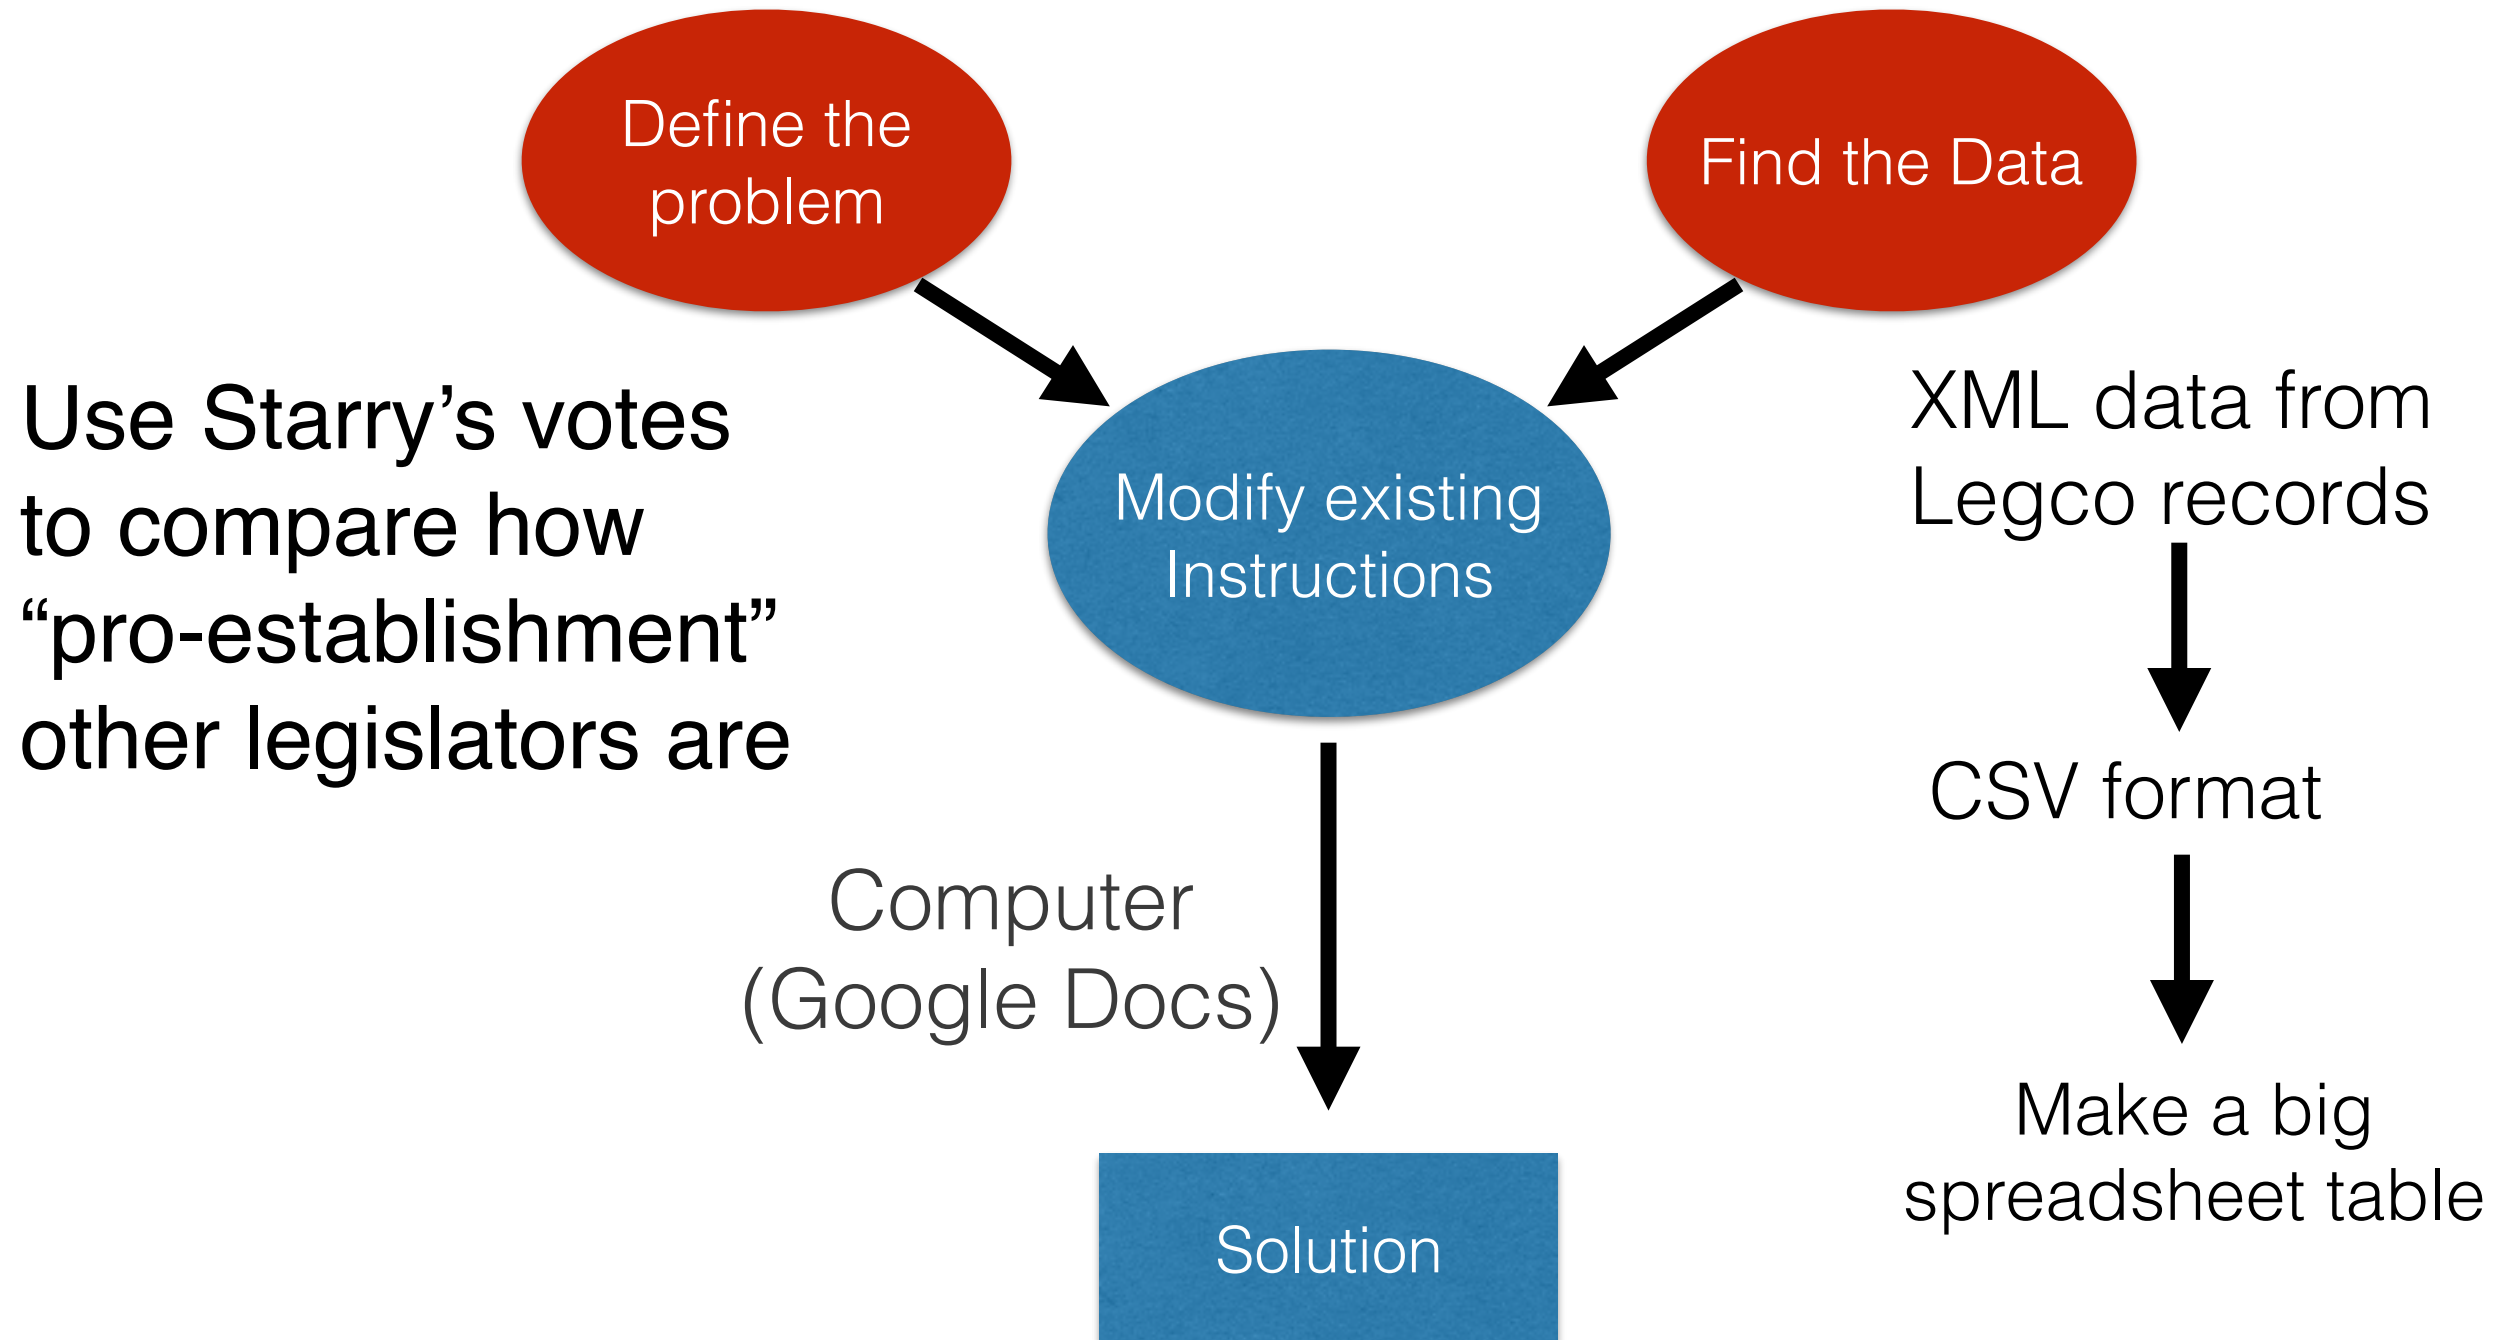 Define the
problem
Find the Data
Use Starry’s votes
to compare how
“pro-establishment”
other legislators are
Modify existing
Instructions
XML data from
Legco records
CSV format
Computer
(Google Docs)
Make a big
spreadsheet table
Solution